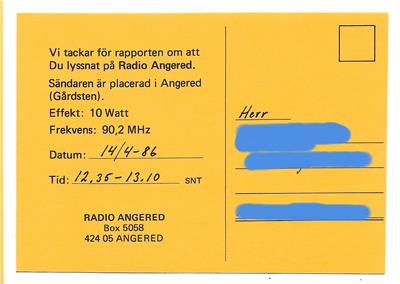 Vi tackar för rapporten om att
Du lyssnat på Radio Angered.
Sändaren är placerad i Angered
(Gårdsten).
Effekt: 10 Watt
Frekvens: 90,2 MHz
Datum: 14/4-86
Tid: 12,35-13.10 SNT
RADIO ANGERED
Box 5058
424 05 ANGERED
Herr